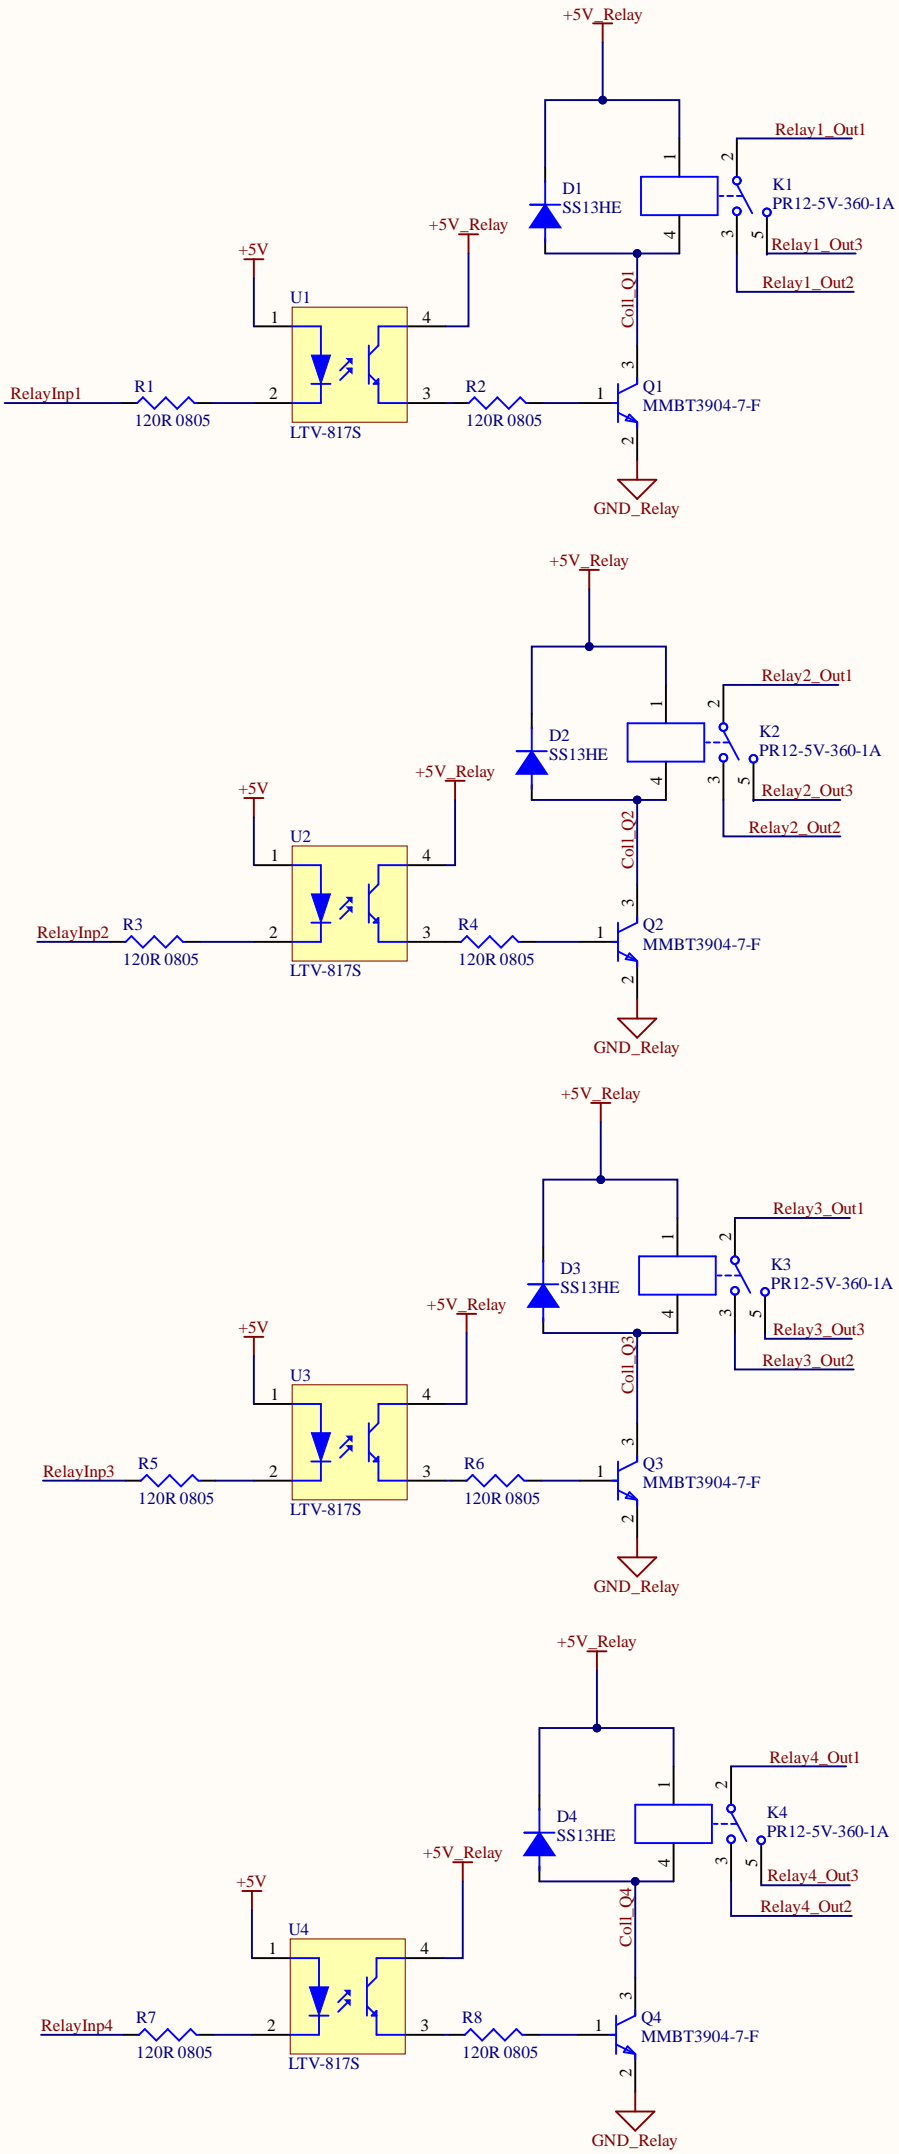 +5V_Relay
Relay1_Out1
1
2
D1
SS13HE
K1
PR12-5V-360-1A
+5V_Relay
4
3
5
Relay1_Out3
+5V
Relay1_Out2
Coll_Q1
U1
1
4
3
RelayInp1
R1
2
3
R2
1
Q1
MMBT3904-7-F
120R 0805
LTV-817S
120R 0805
2
GND_Relay
+5V_Relay
Relay2_Out1
1
2
D2
SS13HE
K2
PR12-5V-360-1A
+5V_Relay
4
3
5
Relay2_Out3
+5V
Relay2_Out2
Coll_Q2
U2
1
4
3
RelayInp2
R3
2
3
R4
1
Q2
MMBT3904-7-F
120R 0805
LTV-817S
120R 0805
2
GND_Relay
+5V_Relay
Relay3_Out1
1
2
D3
SS13HE
K3
PR12-5V-360-1A
+5V_Relay
4
3
5
Relay3_Out3
+5V
Relay3_Out2
Coll_Q3
U3
1
4
3
RelayInp3
R5
2
3
R6
1
Q3
MMBT3904-7-F
120R 0805
LTV-817S
120R 0805
2
GND_Relay
+5V_Relay
Relay4_Out1
1
2
D4
SS13HE
K4
PR12-5V-360-1A
+5V_Relay
4
3
5
Relay4_Out3
+5V
Relay4_Out2
Coll_Q4
U4
1
4
3
RelayInp4
R7
2
3
R8
1
Q4
MMBT3904-7-F
120R 0805
LTV-817S
120R 0805
2
GND_Relay